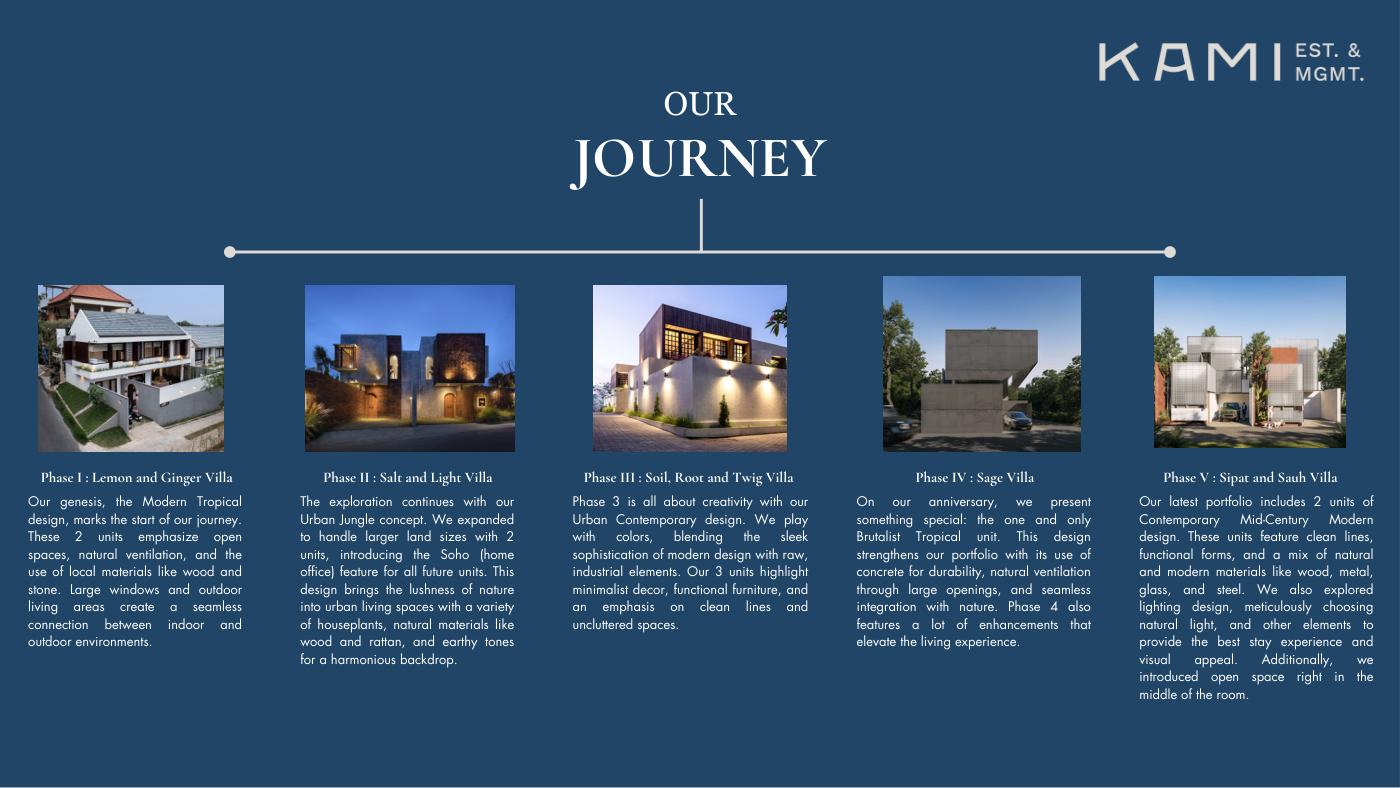 KAMI EST. &
MGMT.
OUR
JOURNEY
Phase I : Lemon and Ginger Villa
Our genesis, the Modern Tropical
design, marks the start of our journey.
These 2 units emphasize open
spaces, natural ventilation, and the
use of local materials like wood and
stone. Large windows and outdoor
living areas create a seamless
connection between indoor and
outdoor environments.
Phase II : Salt and Light Villa
The exploration continues with our
Urban Jungle concept. We expanded
to handle larger land sizes with 2
units, introducing the Soho (home
office) feature for all future units. This
design brings the lushness of nature
into urban living spaces with a variety
of houseplants, natural materials like
wood and rattan, and earthy tones
for a harmonious backdrop.
Phase III : Soil, Root and Twig Villa
Phase 3 is all about creativity with our
Urban Contemporary design. We play
with colors, blending the sleek
sophistication of modern design with raw,
industrial elements. Our 3 units highlight
minimalist decor, functional furniture, and
an emphasis on clean lines and
uncluttered spaces.
Phase IV : Sage Villa
On our anniversary, we present
something special: the one and only
Brutalist Tropical unit. This design
strengthens our portfolio with its use of
concrete for durability, natural ventilation
through large openings, and seamless
integration with nature. Phase 4 also
features a lot of enhancements that
elevate the living experience.
Phase V : Sipat and Sauh Villa
Our latest portfolio includes 2 units of
Contemporary Mid-Century Modern
design. These units feature clean lines,
functional forms, and a mix of natural
and modern materials like wood, metal,
glass, and steel. We also explored
lighting design, meticulously choosing
natural light, and other elements to
provide the best stay experience and
visual appeal. Additionally, we
introduced open space right in the
middle of the room.